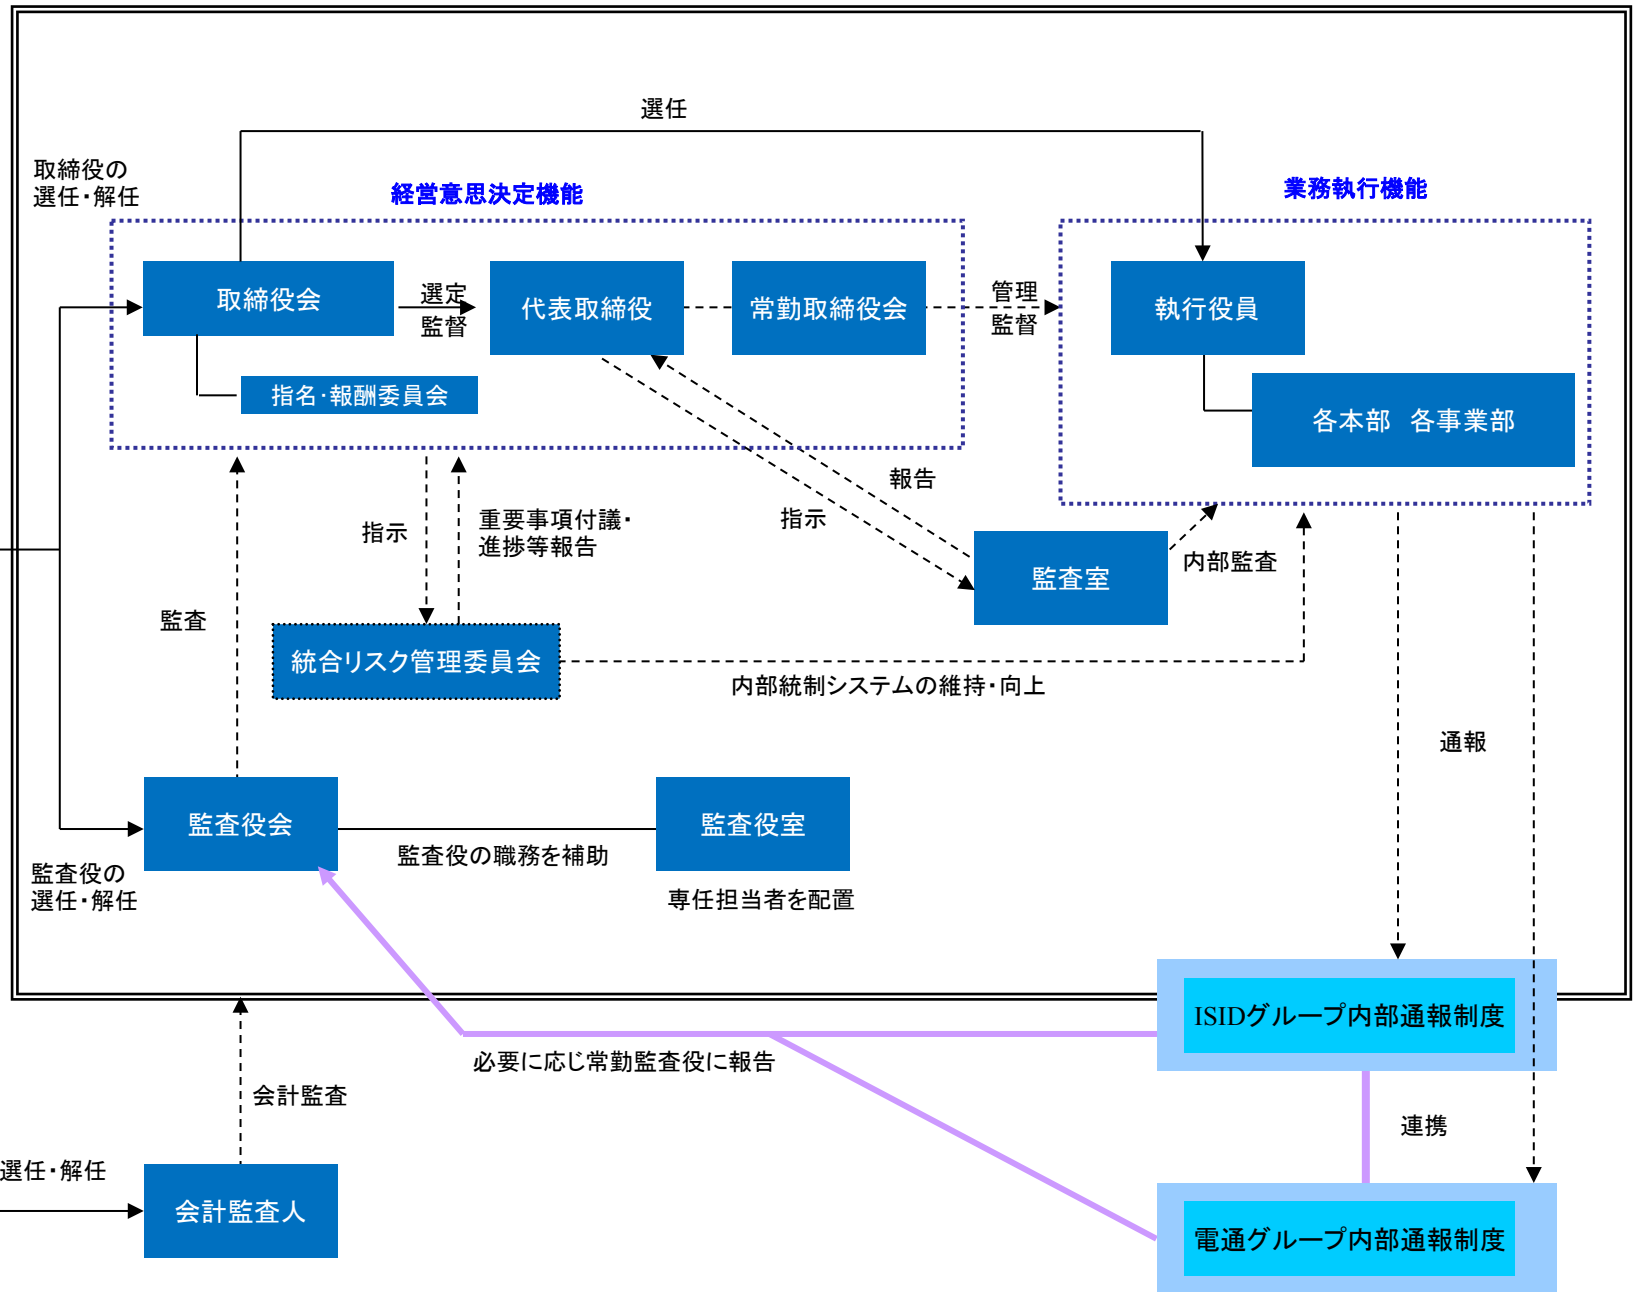 選任
取締役の
選任・解任
経営意思決定機能
業務執行機能
取締役会
選定
監督
代表取締役
常勤取締役会
管理
監督
執行役員
指名・報酬委員会
各本部　各事業部
報告
指示
指示
重要事項付議・
進捗等報告
監査室
内部監査
監査
統合リスク管理委員会
内部統制システムの維持・向上
通報
監査役会
監査役室
監査役の職務を補助
監査役の
選任・解任
専任担当者を配置
ISIDグループ内部通報制度
必要に応じ常勤監査役に報告
会計監査
連携
選任・解任
会計監査人
電通グループ内部通報制度